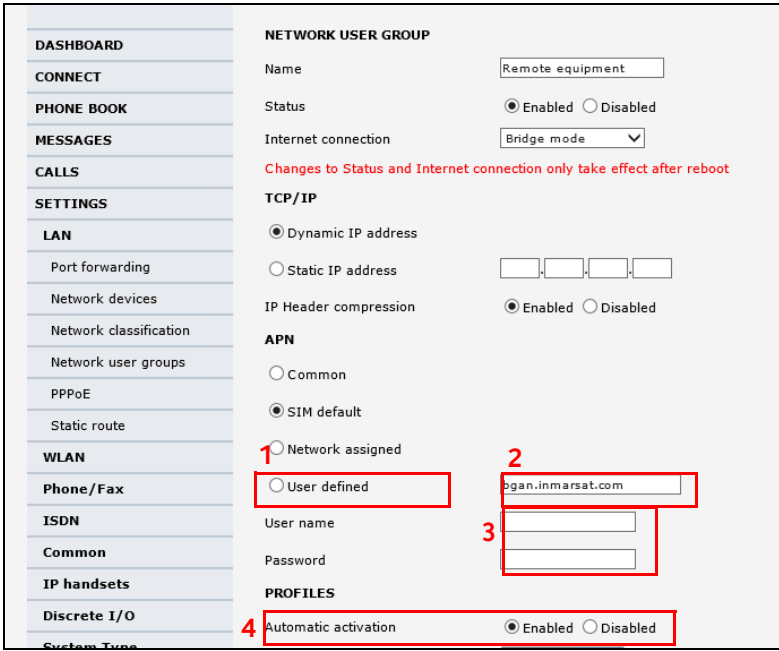 DASHBOARD
CONNECT
PHONE BOOK
MESSAGES
CALLS
SETTINGS
LAN
Port forwarding
Network devices
Network classification
Network user groups
PPPoE
Static route
WLAN
Phone/Fax
ISDN
Common
IP handsets
Discrete I/O
System Type
NETWORK USER GROUP
Name Remote equipment
Status Enabled Disabled
Internet connection Bridge mode
Changes to Status and Internet connection only take effect after reboot
TCP/IP
Dynamic IP address
Static IP address . . .
IP Header compression Enabled Disabled
APN
Common
SIM default
Network assigned
1 2
User defined bgan.inmarsat.com
User name
3
Password
PROFILES
4 Automatic activation Enabled Disabled